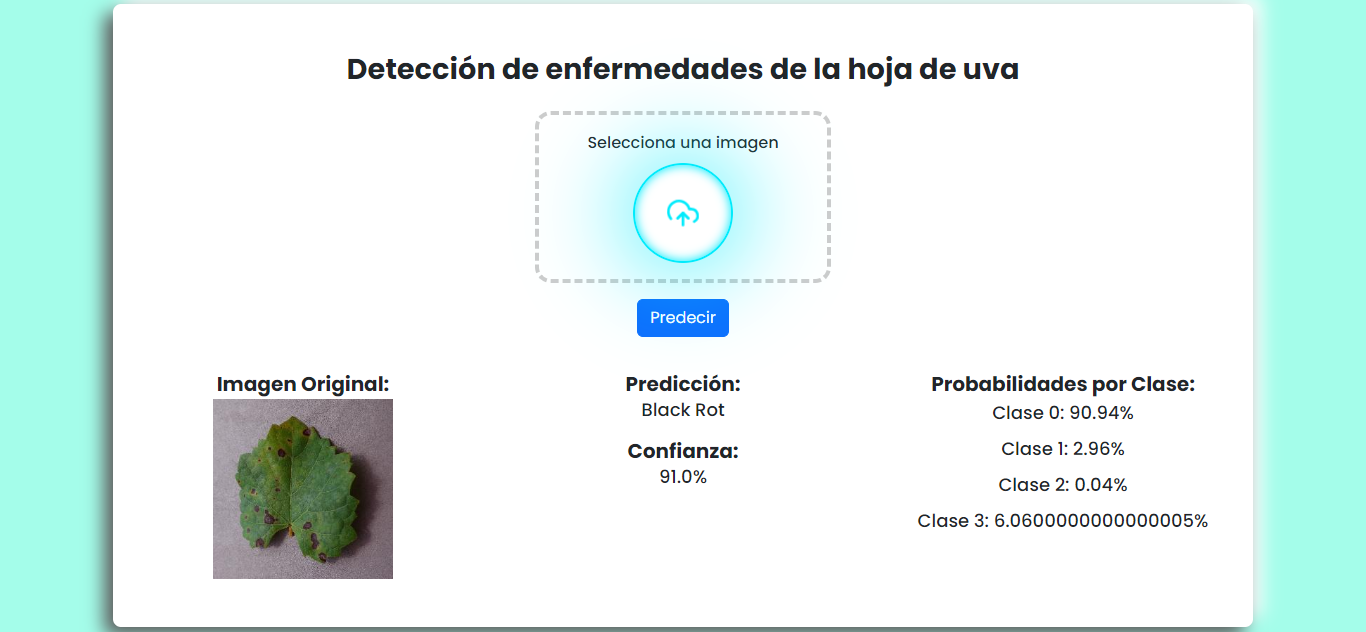 Detección de enfermedades de la hoja de uva
Selecciona una imagen
Predecir
Imagen Original:
Predicción:
Black Rot
Confianza:
91.0%
Probabilidades por Clase:
Clase 0: 90.94%
Clase 1: 2.96%
Clase 2: 0.04%
Clase 3: 6.0600000000000005%